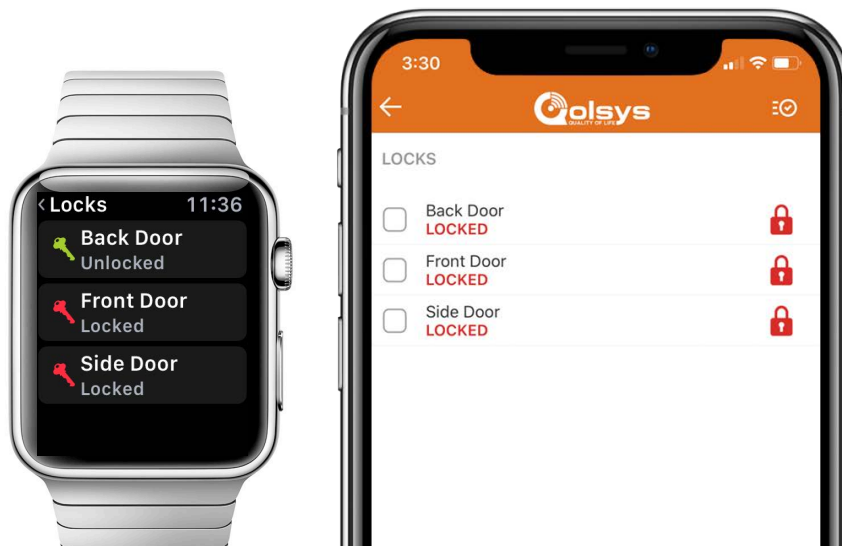 Locks 11:36
Back Door
Unlocked
Front Door
Locked
Side Door
Locked
3:30
Qolsys
QUALITY OF LIFE
LOCKS
Back Door
LOCKED
Front Door
LOCKED
Side Door
LOCKED